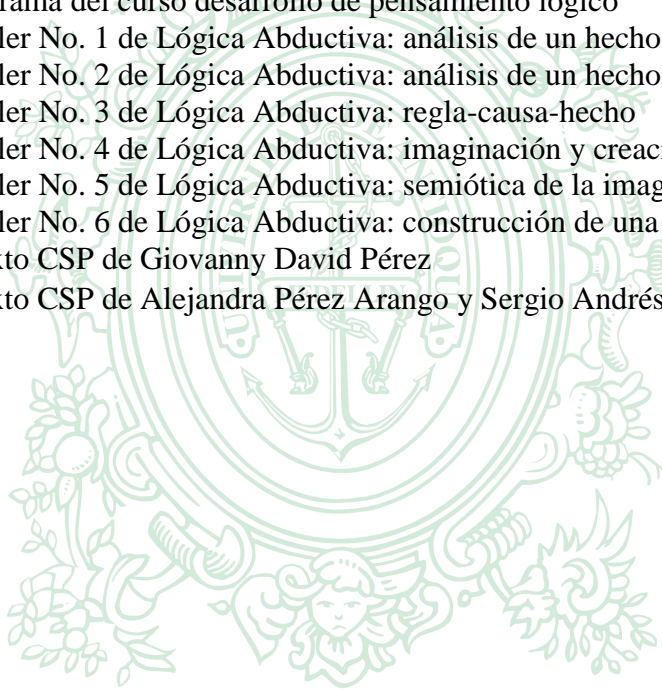 rama del curso desarrollo de pensamiento lógico
ler No. 1 de Lógica Abductiva: análisis de un hecho
ler No. 2 de Lógica Abductiva: análisis de un hecho
ler No. 3 de Lógica Abductiva: regla-causa-hecho
ler No. 4 de Lógica Abductiva: imaginación y creaci
ler No. 5 de Lógica Abductiva: semiótica de la imag
ler No. 6 de Lógica Abductiva: construcción de una
to CSP de Giovanny David Pérez
to CSP de Alejandra Pérez Arango y Sergio Andrés